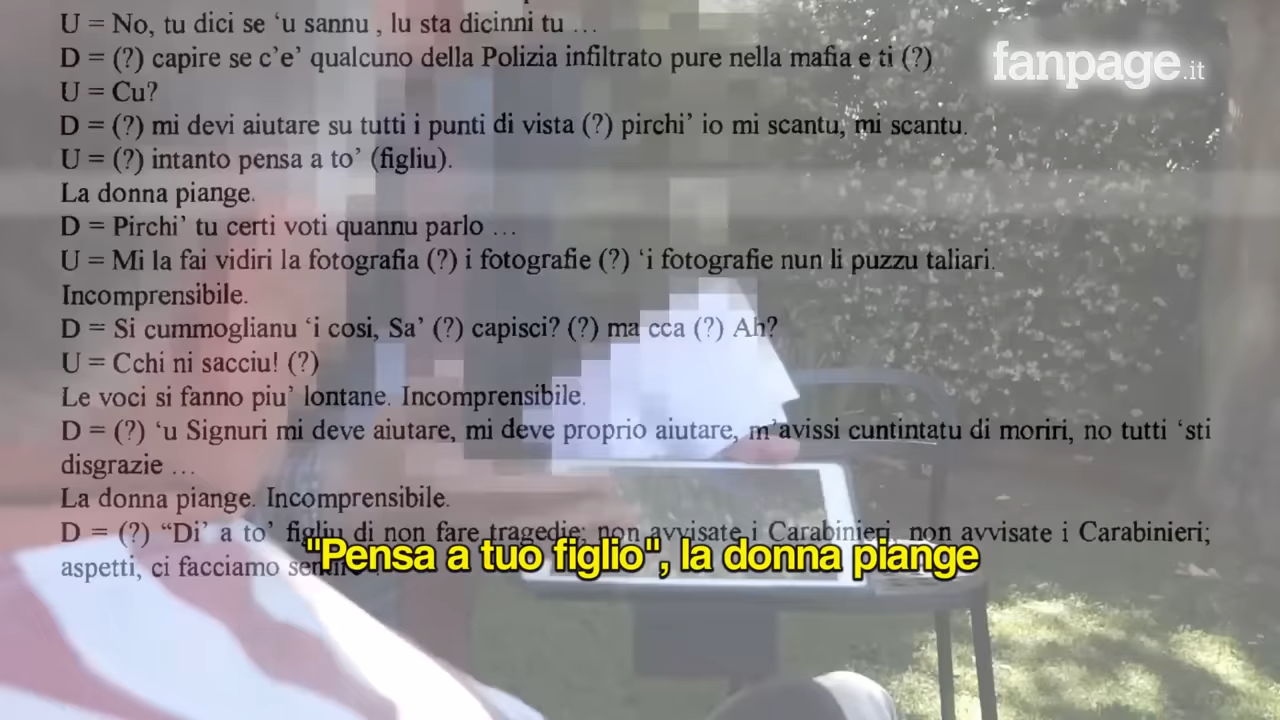 U = No, tu dici se ‘u sannu , lu sta dicinni tu …
D = (?) capire se c’e’ qualcuno della Polizia infiltrato pure nella mafia e ti (?)
fanpage.it
U = Cu?
D = (?) mi devi aiutare su tutti i punti di vista (?) pirchi’ io mi scantu, mi scantu.
U = (?) intanto pensa a to’ (figliu).
La donna piange.
D = Pirchi’ tu certi voti quannu parlo …
U = Mi la fai vidiri la fotografia (?) i fotografie (?) ‘i fotografie nun li puzzu taliari.
Incomprensibile.
D = Si cummoglianu ‘i cosi, Sa’ (?) capisci? (?) ma cca (?) Ah?
U = Cchi ni sacciu! (?)
Le voci si fanno piu’ lontane. Incomprensibile.
D = (?) ‘u Signuri mi deve aiutare, mi deve proprio aiutare, m’avissi cuntintatu di moriri, no tutti ‘sti
disgrazie …
La donna piange. Incomprensibile.
D = (?) “Di’ a to’ figliu di non fare tragedie; non avvisate i Carabinieri, non avvisate i Carabinieri;
aspetti, ci facciamo
"Pensa a tuo figlio", la donna piange